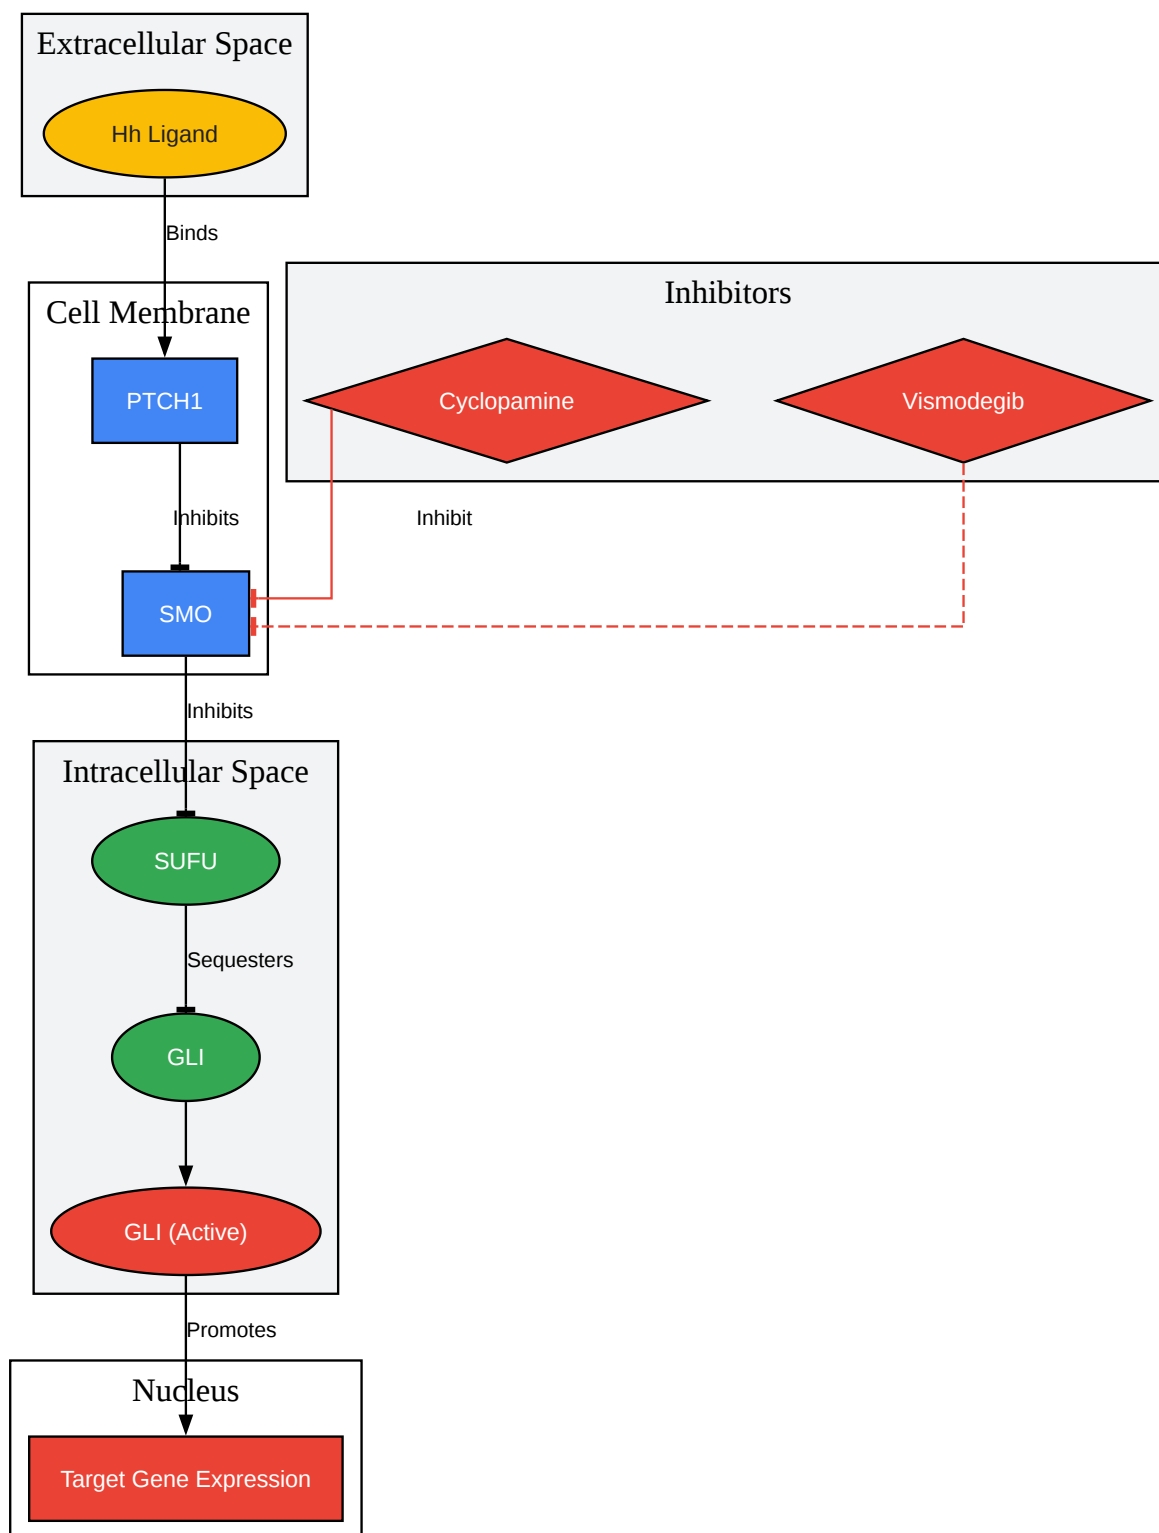 Extracellular Space
Hh Ligand
Binds
Cell Membrane
Inhibitors
PTCH1
Cyclopamine
Vismodegib
Inhibits
Inhibit
SMO
Inhibits
Intracellular Space
SUFU
Sequesters
GLI
GLI (Active)
Promotes
Nucleus
Target Gene Expression